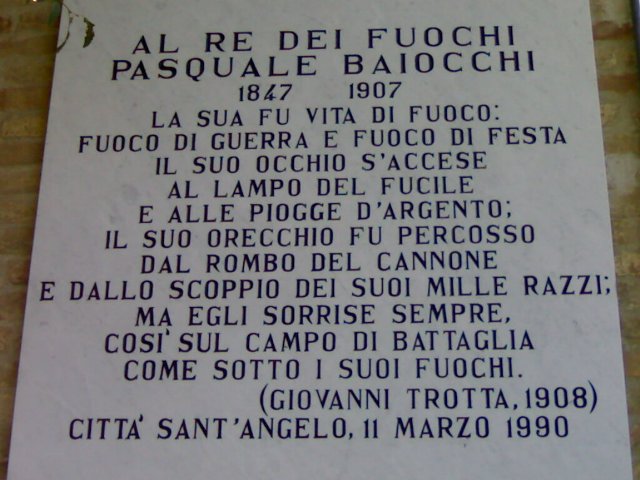 AL RE DEI FUOCHI
PASQUALE BAIOCCHI
1847 1907
LA SUA FU VITA DI FUOCO:
FUOCO DI GUERRA E FUOCO DI FESTA
IL SUO OCCHIO S'ACCESE
AL LAMPO DEL FUCILE
E ALLE PIOGGE D'ARGENTO;
IL SUO ORECCHIO FU PERCOSSO
DAL ROMBO DEL CANNONE
E DALLO SCOPPIO DEI SUOI MILLE RAZZI;
MA EGLI SORRISE SEMPRE,
COSI' SUL CAMPO DI BATTAGLIA
COME SOTTO I SUOI FUOCHI.
(GIOVANNI TROTTA, 1908)
CITTA' SANT'ANGELO, 11 MARZO 1990